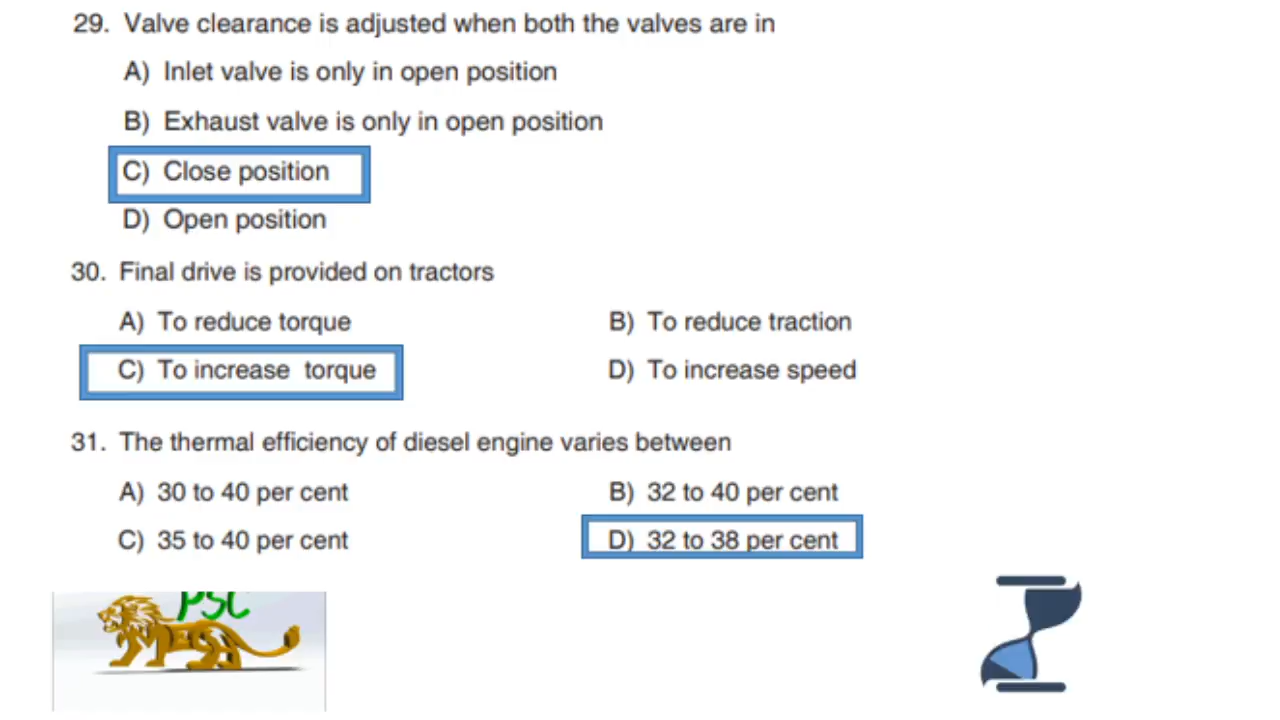 29. Valve clearance is adjusted when both the valves are in
A) Inlet valve is only in open position
B) Exhaust valve is only in open position
C) Close position
D) Open position
30. Final drive is provided on tractors
A) To reduce torque
B) To reduce traction
C) To increase torque
D) To increase speed
31. The thermal efficiency of diesel engine varies between
A) 30 to 40 per cent
B) 32 to 40 per cent
C) 35 to 40 per cent
D) 32 to 38 per cent
PSC